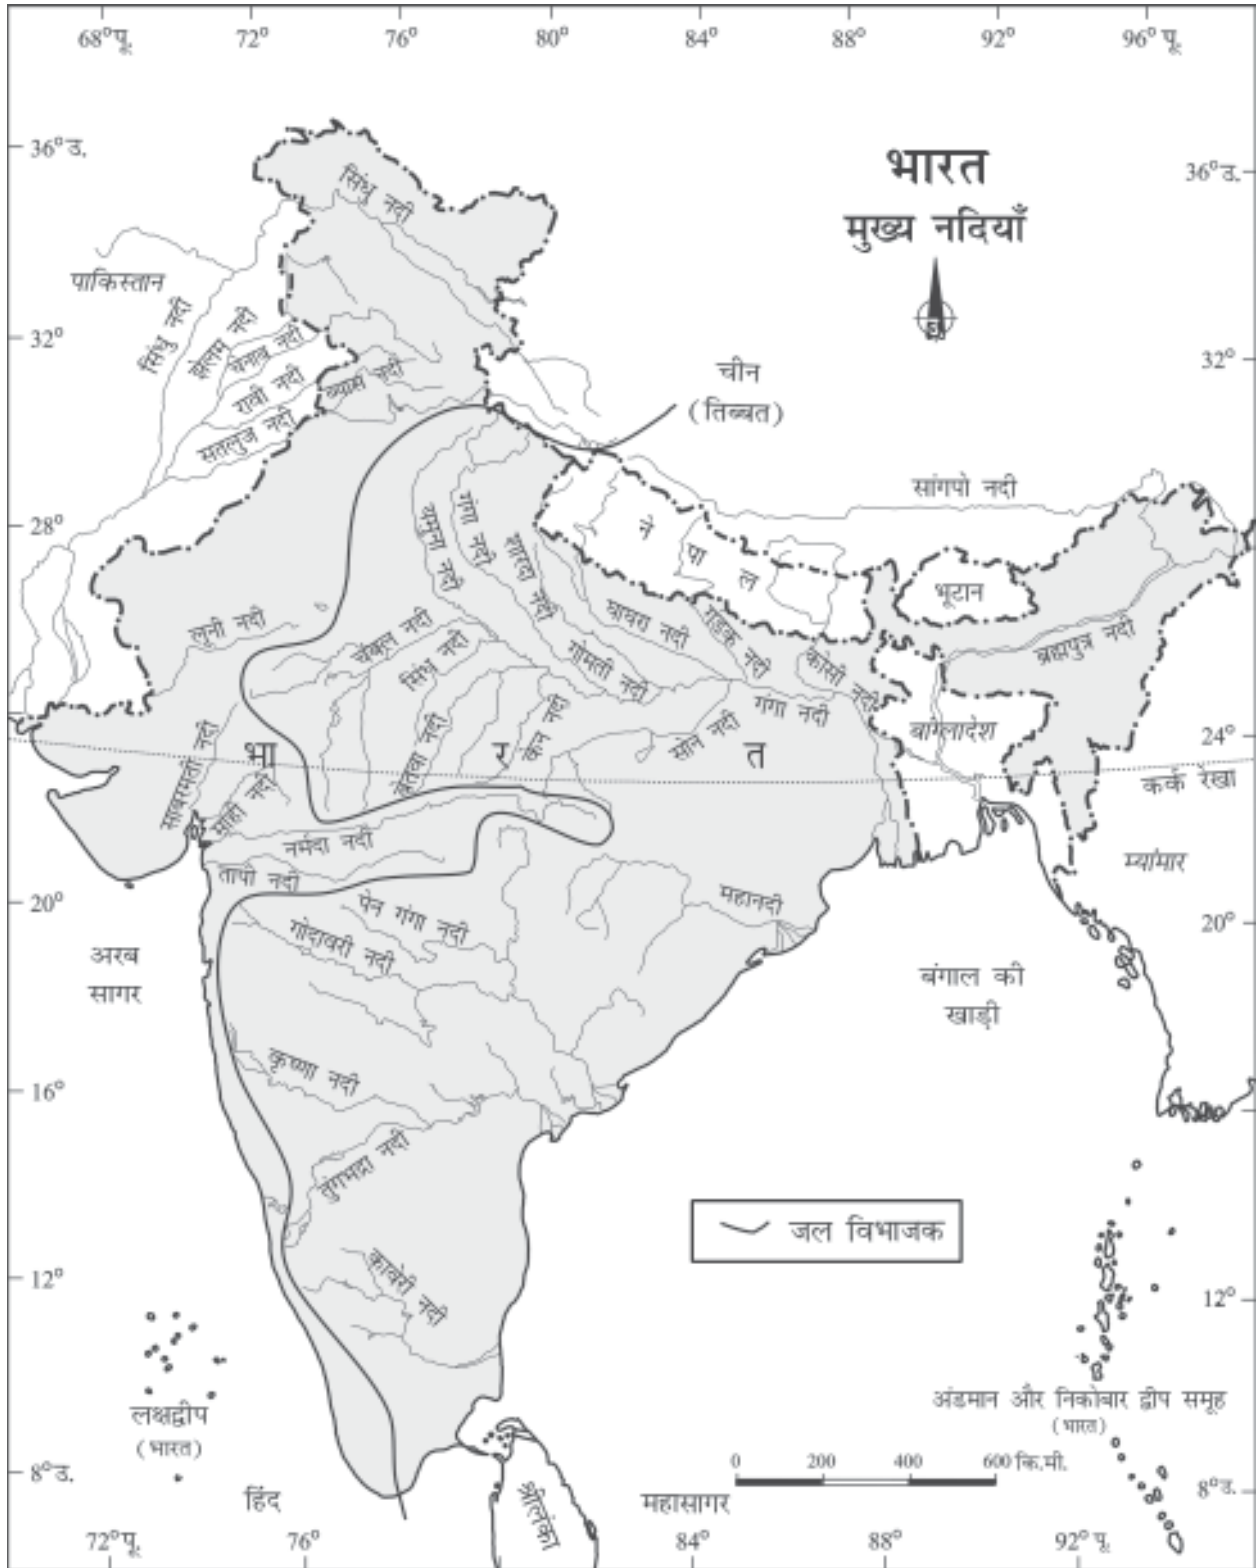 68° पू.
72°
76°
80°
84°
88°
92°
96° पू.
36° उ.
भारत
मुख्य नदियाँ
36° उ.
सिंधु नदी
पाकिस्तान
सिंधु नदी
झेलम नदी
चेनाब नदी
रावी नदी
सतलुज नदी
ब्यास नदी
32°
32°
चीन
(तिब्बत)
सांगपो नदी
28°
यमुना नदी
गंगा नदी
शारदा नदी
नेपाल
भूटान
घाघरा नदी
गंडक नदी
कोसी नदी
ब्रह्मपुत्र नदी
लूनी नदी
चंबल नदी
सिंधु नदी
गोमती नदी
गंगा नदी
बांग्लादेश
साबरमती नदी
माही नदी
बेतवा नदी
केन नदी
सोन नदी
भारत
24°
कर्क रेखा
म्यांमार
नर्मदा नदी
तापी नदी
20°
20°
पेन गंगा नदी
महानदी
गोदावरी नदी
अरब
सागर
बंगाल की
खाड़ी
16°
कृष्णा नदी
तुंगभद्रा नदी
जल विभाजक
12°
12°
कावेरी नदी
लक्षद्वीप
(भारत)
अंडमान और निकोबार द्वीप समूह
(भारत)
0 200 400 600 कि.मी.
8° उ.
8° उ.
हिंद
महासागर
श्रीलंका
72° पू.
76°
84°
88°
92° पू.